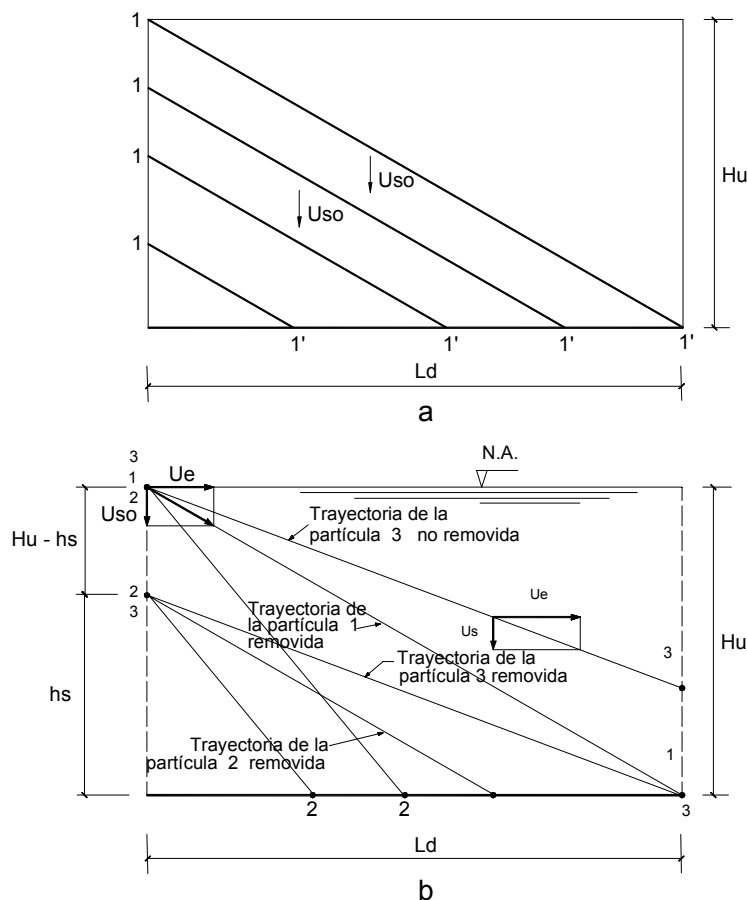 1
1
1
1
Uso
Uso
Hu
1'
1'
1'
1'
Ld
a
3
1
2
Ue
Uso
N.A.
Hu - hs
Trayectoria de la
partícula 3 no removida
2
3
Trayectoria de
la partícula 1
removida
Ue
Us
Trayectoria de la
partícula 3 removida
3
Hu
hs
Trayectoria de la
partícula 2 removida
1
2
2
3
Ld
b